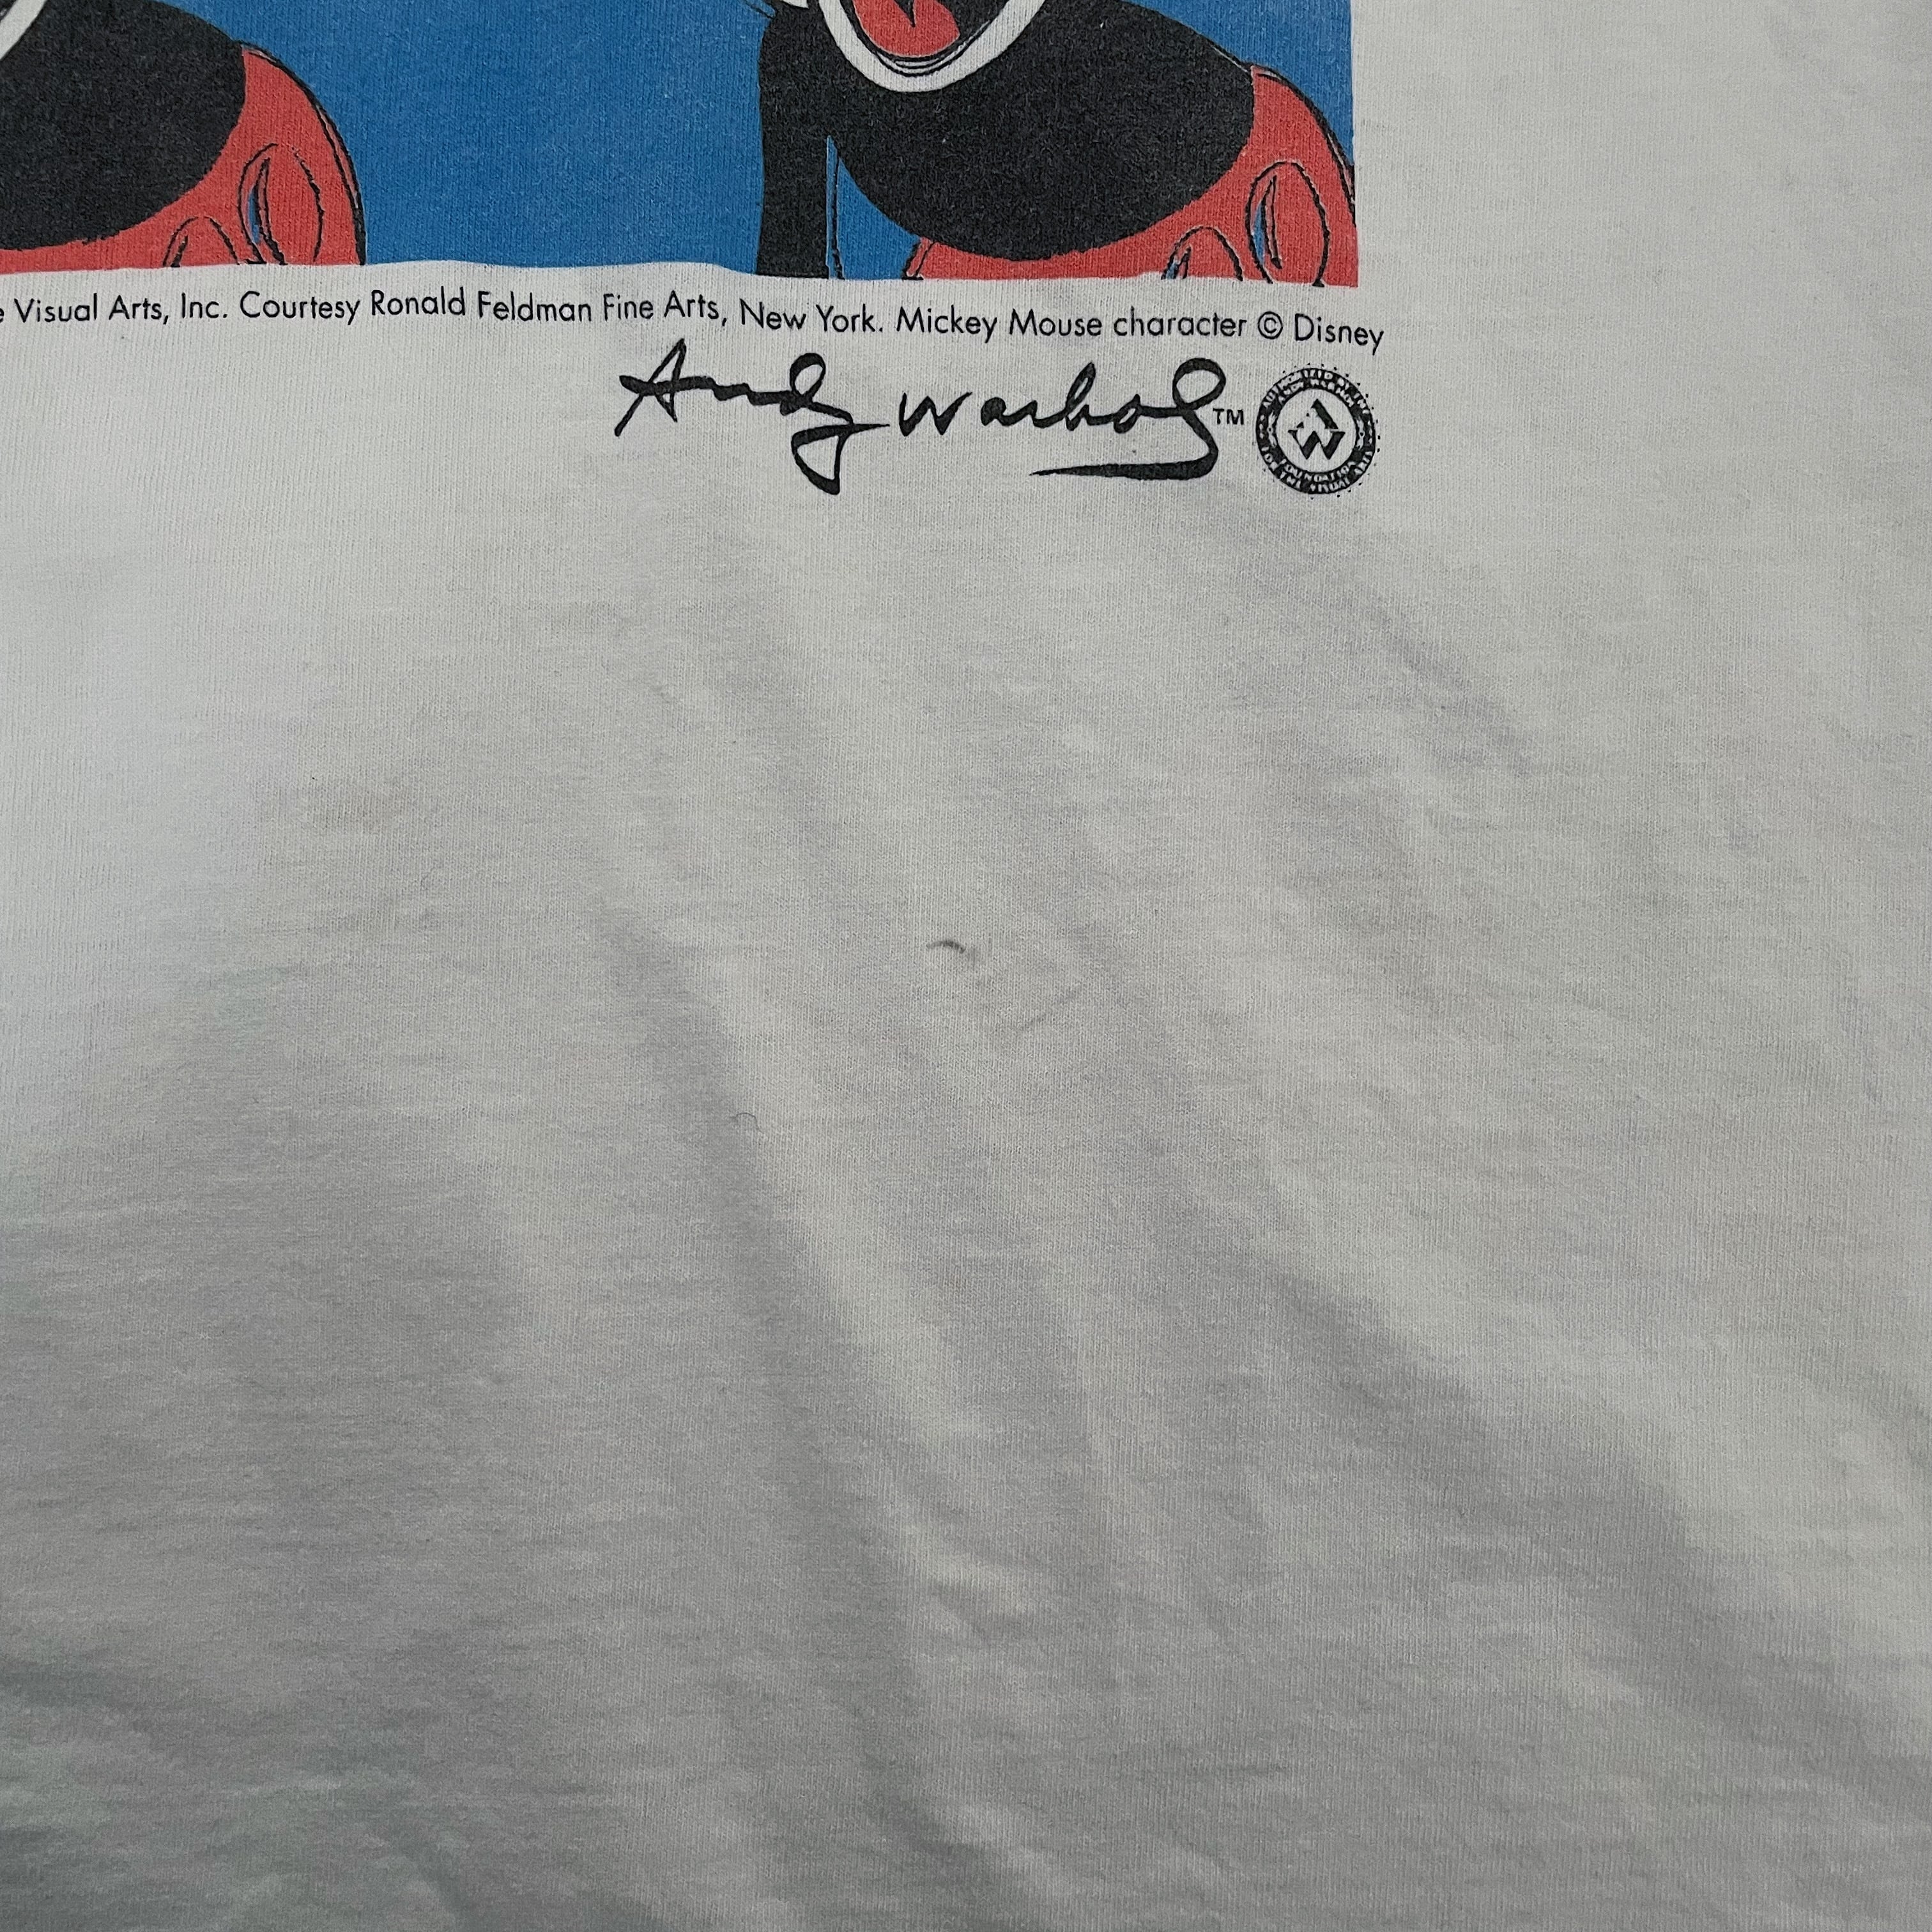 Visual Arts, Inc. Courtesy Ronald Feldman Fine Arts, New York. Mickey Mouse character © Disney
Andy Warhol™